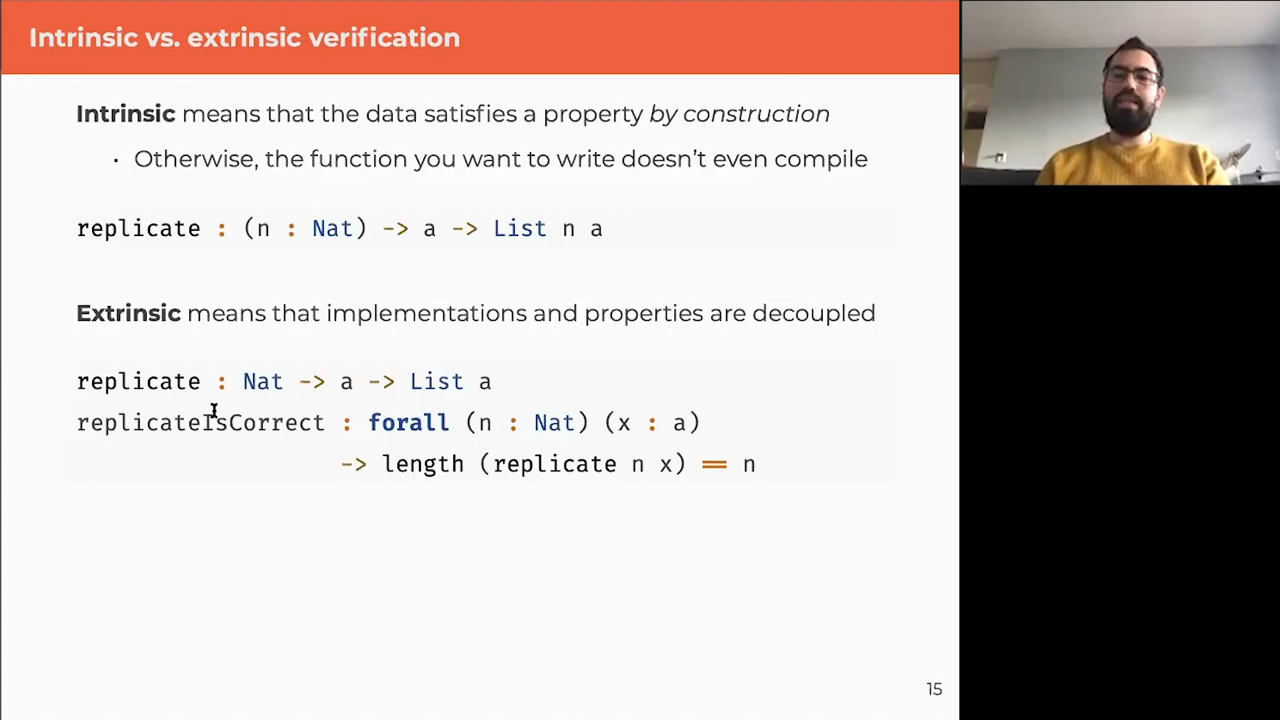 Intrinsic vs. extrinsic verification
Intrinsic means that the data satisfies a property by construction
· Otherwise, the function you want to write doesn't even compile
replicate : (n : Nat) -> a -> List n a
Extrinsic means that implementations and properties are decoupled
replicate : Nat -> a -> List a
replicateIsCorrect : forall (n : Nat) (x : a)
-> length (replicate n x) == n
15